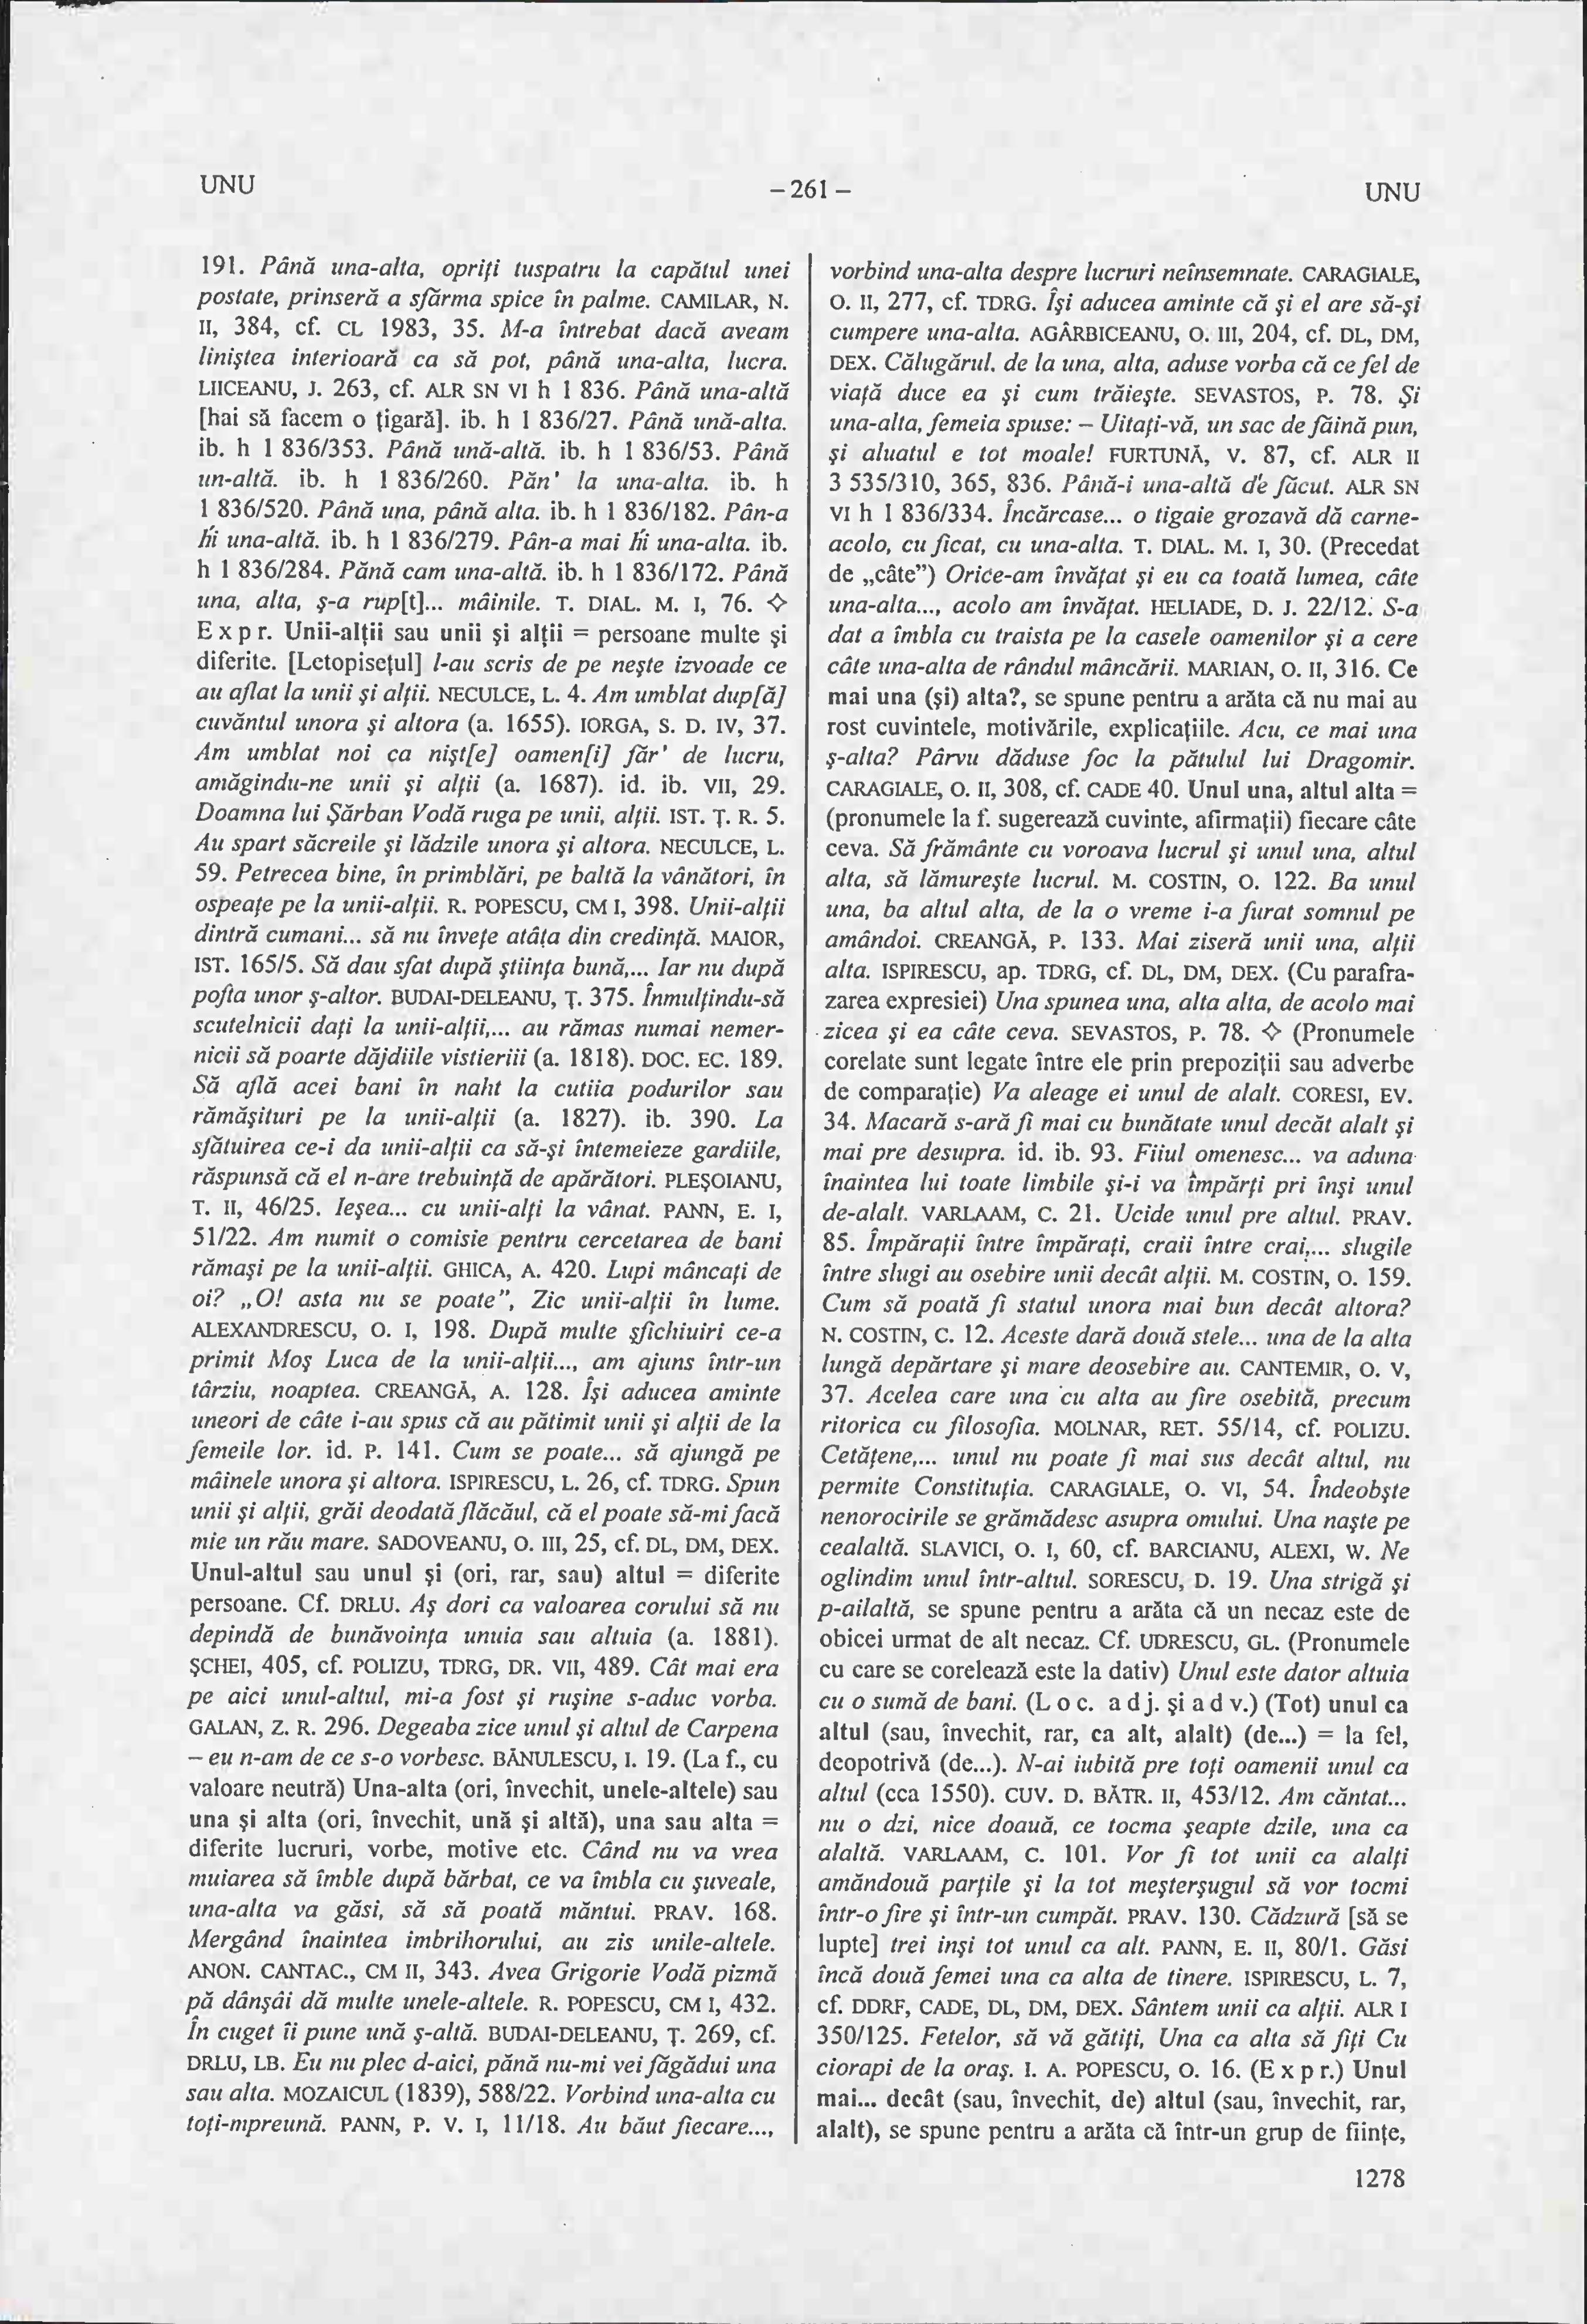 UNU
– 261 –
UNU
191. Până una-alta, opriţi tuspatru la capătul unei
postate, prinseră a sfărma spice în palme. CAMILAR, N.
II, 384, cf. CL 1983, 35. M-a întrebat dacă aveam
liniştea interioară ca să pot, până una-alta, lucra.
LIICEANU, J. 263, cf. ALR SN VI h 1 836. Până una-altă
[hai să facem o ţigară]. ib. h 1 836/27. Până ună-alta.
ib. h 1 836/353. Până ună-altă. ib. h 1 836/53. Până
un-altă. ib. h 1 836/260. Păn' la una-alta. ib. h
1 836/520. Până una, până alta. ib. h 1 836/182. Pân-a
una-altă. ib. h 1 836/279. Pân-a mai una-alta. ib.
h 1 836/284. Pănă cam una-altă. ib. h 1 836/172. Până
una, alta, ş-a rup[t]... mâinile. T. DIAL. M. I, 76. ◇
Expr. Unii-alţii sau unii şi alţii = persoane multe şi
diferite. [Letopiseţul] l-au scris de pe neşte izvoade ce
au aflat la unii şi alţii. NECULCE, L. 4. Am umblat dup[ă]
cuvăntul unora şi altora (a. 1655). IORGA, S. D. IV, 37.
Am umblat noi ca nişt[e] oamen[i] făr' de lucru,
amăgindu-ne unii şi alţii (a. 1687). id. ib. VII, 29.
Doamna lui Şărban Vodă ruga pe unii, alţii. IST. Ţ. R. 5.
Au spart săcreile şi lădzile unora şi altora. NECULCE, L.
59. Petrecea bine, în primblări, pe baltă la vânători, în
ospeaţe pe la unii-alţii. R. POPESCU, CM I, 398. Unii-alţii
dintră cumani... să nu înveţe atâţa din credinţă. MAIOR,
IST. 165/5. Să dau sfat după ştiinţa bună,... Iar nu după
pofta unor ş-altor. BUDAI-DELEANU, Ţ. 375. Înmulţindu-să
scutelnicii daţi la unii-alţii,... au rămas numai nemer-
nicii să poarte dăjdiile vistieriii (a. 1818). DOC. EC. 189.
Să află acei bani în naht la cutiia podurilor sau
rămăşituri pe la unii-alţii (a. 1827). ib. 390. La
sfătuirea ce-i da unii-alţii ca să-şi întemeieze gardiile,
răspunsă că el n-are trebuinţă de apărători. PLEŞOIANU,
T. II, 46/25. Ieşea... cu unii-alţi la vânat. PANN, E. I,
51/22. Am numit o comisie pentru cercetarea de bani
rămaşi pe la unii-alţii. GHICA, A. 420. Lupi mâncaţi de
oi? „O! asta nu se poate”, Zic unii-alţii în lume.
ALEXANDRESCU, O. I, 198. După multe şfichiuiri ce-a
primit Moş Luca de la unii-alţii..., am ajuns într-un
târziu, noaptea. CREANGĂ, A. 128. Îşi aducea aminte
uneori de câte i-au spus că au pătimit unii şi alţii de la
femeile lor. id. P. 141. Cum se poate... să ajungă pe
mâinele unora şi altora. ISPIRESCU, L. 26, cf. TDRG. Spun
unii şi alţii, grăi deodată flăcăul, că el poate să-mi facă
mie un rău mare. SADOVEANU, O. III, 25, cf. DL, DM, DEX.
Unul-altul sau unul şi (ori, rar, sau) altul = diferite
persoane. Cf. DRLU. Aş dori ca valoarea corului să nu
depindă de bunăvoinţa unuia sau altuia (a. 1881).
ŞCHEI, 405, cf. POLIZU, TDRG, DR. VII, 489. Cât mai era
pe aici unul-altul, mi-a fost şi ruşine s-aduc vorba.
GALAN, Z. R. 296. Degeaba zice unul şi altul de Carpena
– eu n-am de ce s-o vorbesc. BĂNULESCU, I. 19. (La f., cu
valoare neutră) Una-alta (ori, învechit, unele-altele) sau
una şi alta (ori, învechit, ună şi altă), una sau alta =
diferite lucruri, vorbe, motive etc. Când nu va vrea
muiarea să îmble după bărbat, ce va îmbla cu şuveale,
una-alta va găsi, să să poată măntui. PRAV. 168.
Mergând înaintea imbrihorului, au zis unile-altele.
ANON. CANTAC., CM II, 343. Avea Grigorie Vodă pizmă
pă dânşăi dă multe unele-altele. R. POPESCU, CM I, 432.
În cuget îi pune ună ş-altă. BUDAI-DELEANU, Ţ. 269, cf.
DRLU, LB. Eu nu plec d-aici, pănă nu-mi vei făgădui una
sau alta. MOZAICUL (1839), 588/22. Vorbind una-alta cu
toţi-mpreună. PANN, P. V. I, 11/18. Au băut fiecare...,
vorbind una-alta despre lucruri neînsemnate. CARAGIALE,
O. II, 277, cf. TDRG. Îşi aducea aminte că şi el are să-şi
cumpere una-alta. AGÂRBICEANU, O. III, 204, cf. DL, DM,
DEX. Călugărul. de la una, alta, aduse vorba că ce fel de
viaţă duce ea şi cum trăieşte. SEVASTOS, P. 78. Şi
una-alta, femeia spuse: – Uitaţi-vă, un sac de făină pun,
şi aluatul e tot moale! FURTUNĂ, V. 87, cf. ALR II
3 535/310, 365, 836. Până-i una-altă d'e făcut. ALR SN
VI h 1 836/334. Încărcase... o tigaie grozavă dă carne-
acolo, cu ficat, cu una-alta. T. DIAL. M. I, 30. (Precedat
de „câte”) Orice-am învăţat şi eu ca toată lumea, câte
una-alta..., acolo am învăţat. HELIADE, D. J. 22/12. S-a
dat a îmbla cu traista pe la casele oamenilor şi a cere
câte una-alta de rândul mâncării. MARIAN, O. II, 316. Ce
mai una (şi) alta?, se spune pentru a arăta că nu mai au
rost cuvintele, motivările, explicaţiile. Acu, ce mai una
ş-alta? Pârvu dăduse foc la pătulul lui Dragomir.
CARAGIALE, O. II, 308, cf. CADE 40. Unul una, altul alta =
(pronumele la f. sugerează cuvinte, afirmaţii) fiecare câte
ceva. Să frământe cu voroava lucrul şi unul una, altul
alta, să lămureşte lucrul. M. COSTIN, O. 122. Ba unul
una, ba altul alta, de la o vreme i-a furat somnul pe
amândoi. CREANGĂ, P. 133. Mai ziseră unii una, alţii
alta. ISPIRESCU, ap. TDRG, cf. DL, DM, DEX. (Cu parafra-
zarea expresiei) Una spunea una, alta alta, de acolo mai
zicea şi ea câte ceva. SEVASTOS, P. 78. ◇ (Pronumele
corelate sunt legate între ele prin prepoziţii sau adverbe
de comparaţie) Va aleage ei unul de alalt. CORESI, EV.
34. Macară s-ară fi mai cu bunătate unul decăt alalt şi
mai pre desupra. id. ib. 93. Fiiul omenesc... va aduna
înaintea lui toate limbile şi-i va împărţi pri înşi unul
de-alalt. VARLAAM, C. 21. Ucide unul pre altul. PRAV.
85. Împăraţii între împăraţi, craii între crai,... slugile
între slugi au osebire unii decât alţii. M. COSTIN, O. 159.
Cum să poată fi statul unora mai bun decât altora?
N. COSTIN, C. 12. Aceste dară două stele... una de la alta
lungă depărtare şi mare deosebire au. CANTEMIR, O. V,
37. Acelea care una cu alta au fire osebită, precum
ritorica cu filosofia. MOLNAR, RET. 55/14, cf. POLIZU.
Cetăţene,... unul nu poate fi mai sus decât altul, nu
permite Constituţia. CARAGIALE, O. VI, 54. Îndeobşte
nenorocirile se grămădesc asupra omului. Una naşte pe
cealaltă. SLAVICI, O. I, 60, cf. BARCIANU, ALEXI, W. Ne
oglindim unul într-altul. SORESCU, D. 19. Una strigă şi
p-ailaltă, se spune pentru a arăta că un necaz este de
obicei urmat de alt necaz. Cf. UDRESCU, GL. (Pronumele
cu care se corelează este la dativ) Unul este dator altuia
cu o sumă de bani. (Loc. adj. şi adv.) (Tot) unul ca
altul (sau, învechit, rar, ca alt, alalt) (de...) = la fel,
deopotrivă (de...). N-ai iubită pre toţi oamenii unul ca
altul (cca 1550). CUV. D. BĂTR. II, 453/12. Am căntat...
nu o dzi, nice doauă, ce tocma şeapte dzile, una ca
alaltă. VARLAAM, C. 101. Vor fi tot unii ca alalţi
amăndouă parţile şi la tot meşterşugul să vor tocmi
într-o fire şi într-un cumpăt. PRAV. 130. Cădzură [să se
lupte] trei inşi tot unul ca alt. PANN, E. II, 80/1. Găsi
încă două femei una ca alta de tinere. ISPIRESCU, L. 7,
cf. DDRF, CADE, DL, DM, DEX. Sântem unii ca alţii. ALR I
350/125. Fetelor, să vă gătiţi, Una ca alta să fiţi Cu
ciorapi de la oraş. I. A. POPESCU, O. 16. (Expr.) Unul
mai... decât (sau, învechit, de) altul (sau, învechit, rar,
alalt), se spune pentru a arăta că într-un grup de fiinţe,
1278